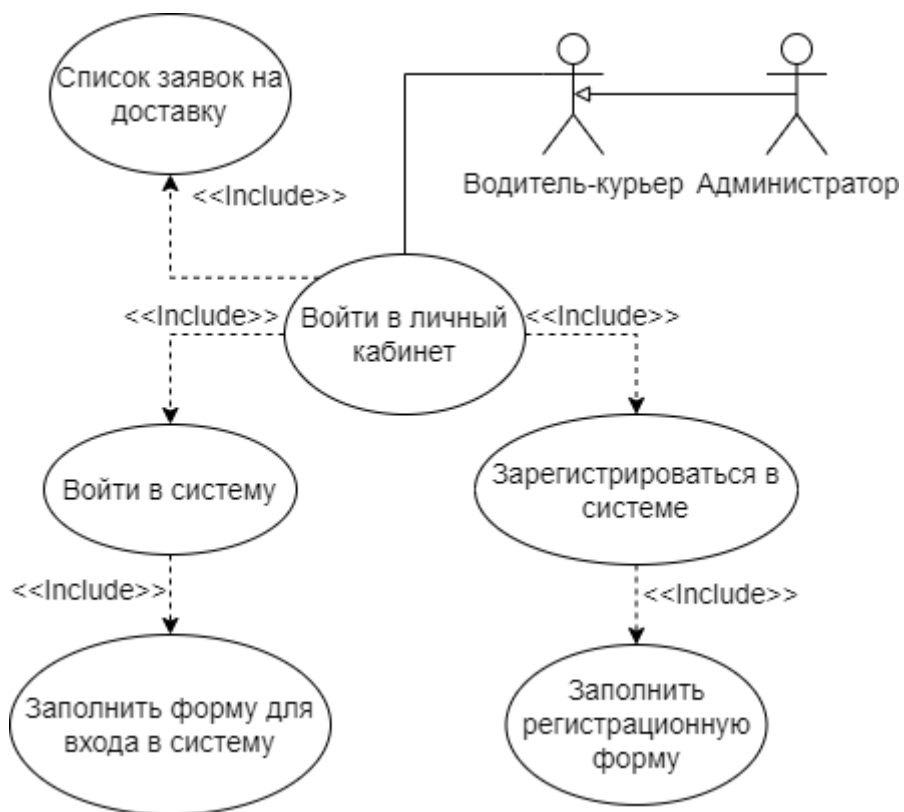 Список заявок на
доставку
Водитель-курьер
Администратор
<<Include>>
<<Include>>
Войти в личный
кабинет
<<Include>>
Войти в систему
Зарегистрироваться в
системе
<<Include>>
<<Include>>
Заполнить форму для
входа в систему
Заполнить
регистрационную
форму